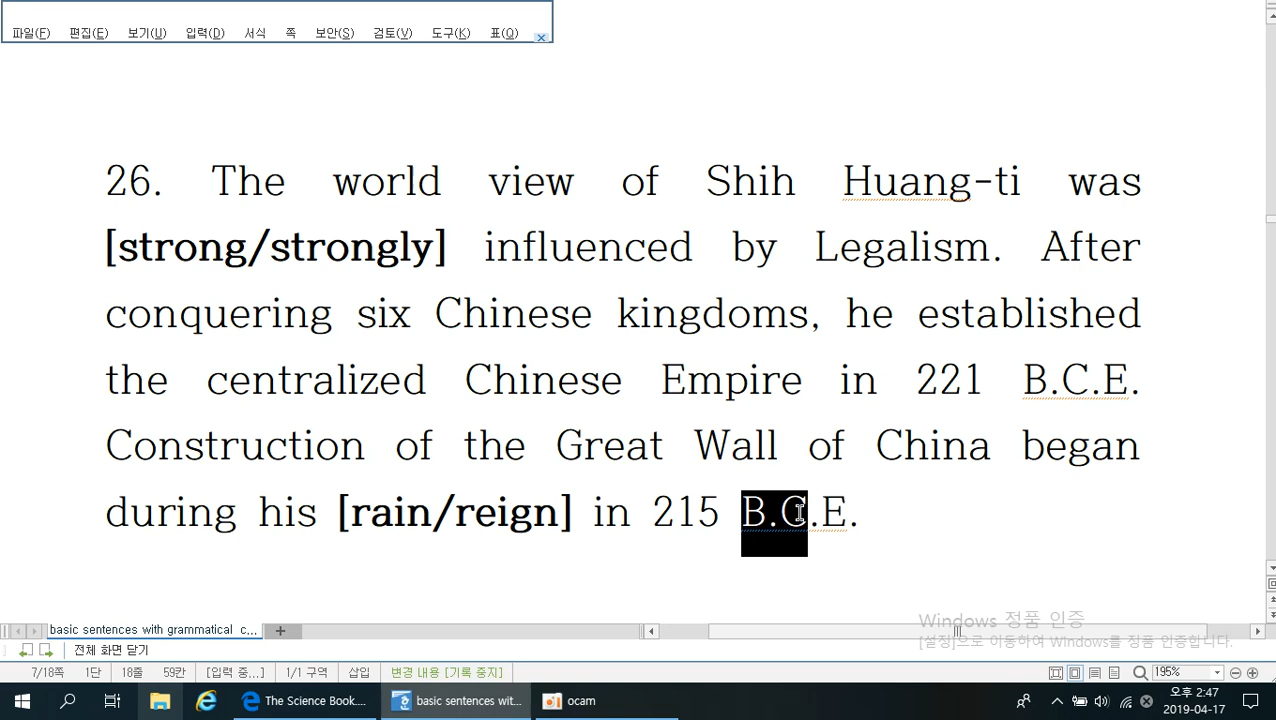 파일(F) 편집(E) 보기(U) 입력(D) 서식 쪽 보안(S) 검토(V) 도구(K) 표(Q)
26. The world view of Shih Huang-ti was
[strong/strongly] influenced by Legalism. After
conquering six Chinese kingdoms, he established
the centralized Chinese Empire in 221 B.C.E.
Construction of the Great Wall of China began
during his [rain/reign] in 215 B.C.E.
Windows 정품 인증
[설정]으로 이동하여 Windows를 정품 인증합니다.
basic sentences with grammatical c...
전체 화면 닫기
7/18쪽 1단 18줄 59칸 [입력 중...] 1/1 구역 삽입 변경 내용 [기록 중지] 195%
The Science Book.... basic sentences wit... ocam 오후 2:47
2019-04-17